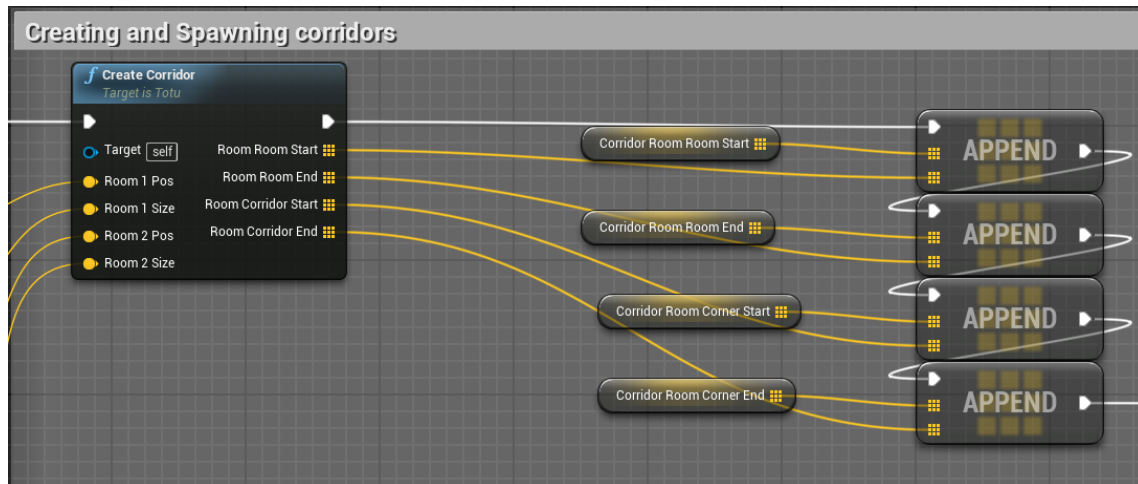 Creating and Spawning corridors
f Create Corridor
Target is Totu
Target self
Room Room Start
Room 1 Pos
Room Room End
Room 1 Size
Room Corridor Start
Room 2 Pos
Room Corridor End
Room 2 Size
Corridor Room Room Start
APPEND
Corridor Room Room End
APPEND
Corridor Room Corner Start
APPEND
Corridor Room Corner End
APPEND